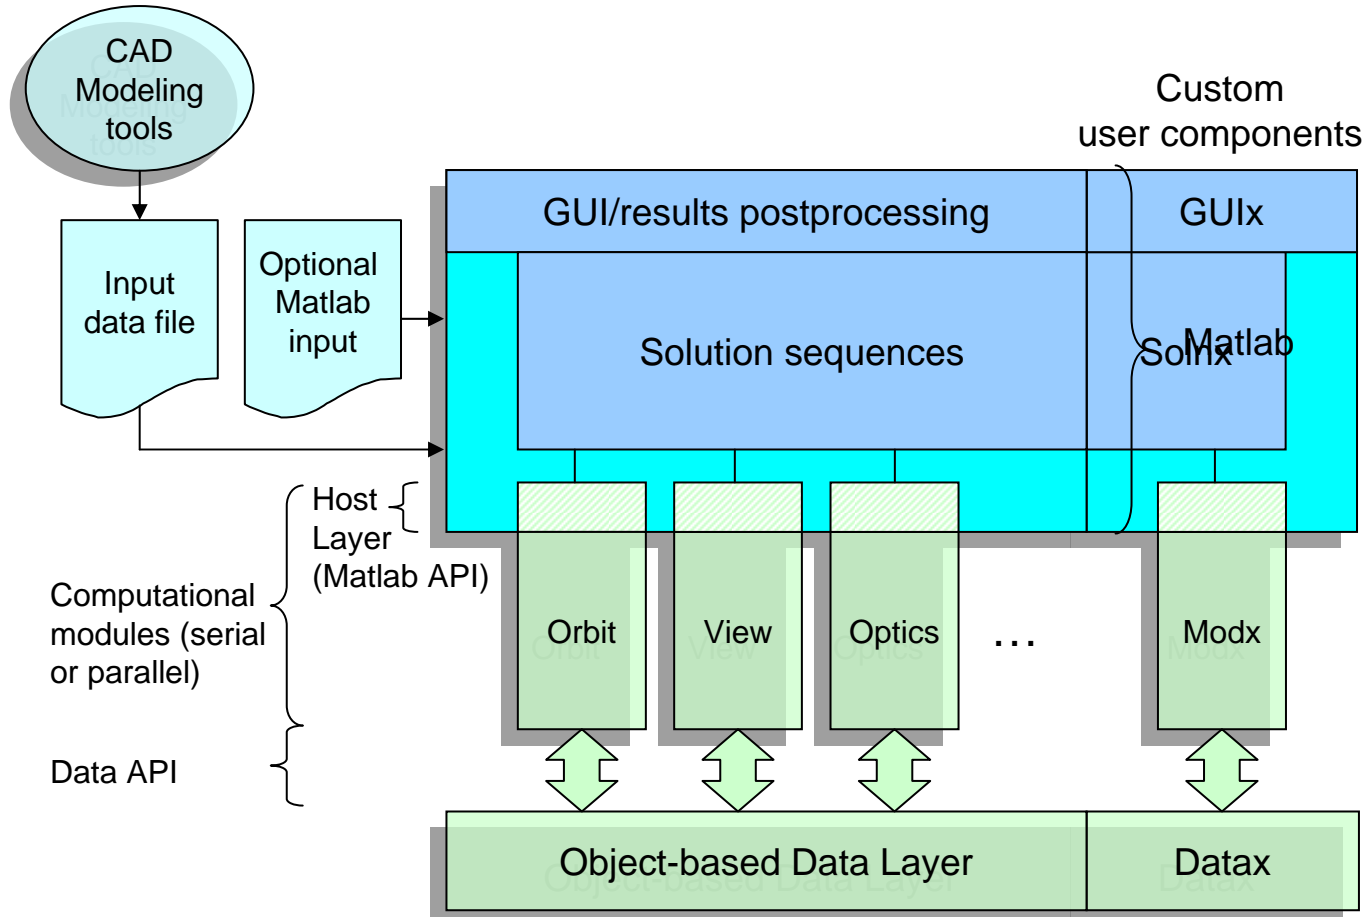 CAD
Modeling
tools
Custom
user components
GUI/results postprocessing
GUIx
Input
data file
Optional
Matlab
input
Solution sequences
Solnx
Matlab
Host
Layer
(Matlab API)
Computational
modules (serial
or parallel)
Orbit
View
Optics
...
Modx
Data API
Object-based Data Layer
Datax